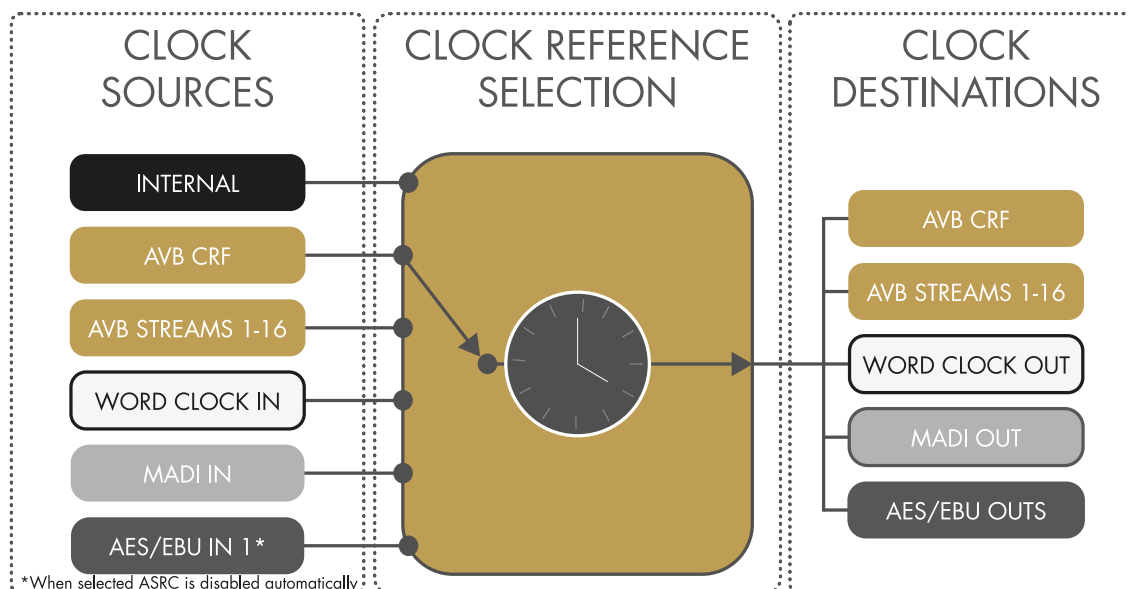 CLOCK
SOURCES
CLOCK REFERENCE
SELECTION
CLOCK
DESTINATIONS
INTERNAL
AVB CRF
AVB STREAMS 1-16
WORD CLOCK IN
MADI IN
AES/EBU IN 1*
*When selected ASRC is disabled automatically
AVB CRF
AVB STREAMS 1-16
WORD CLOCK OUT
MADI OUT
AES/EBU OUTS